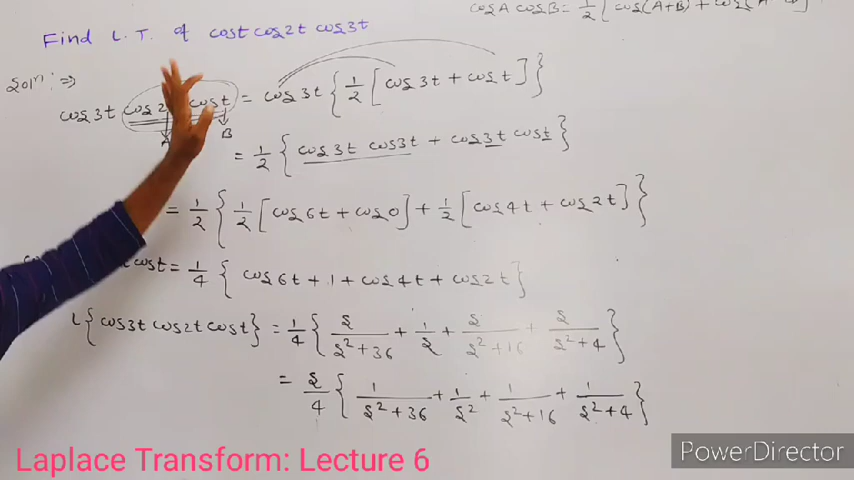 cosA cosB = 1/2 [cos(A+B) + cos(A-B)]
Find L.T. of cost cos2t cos3t
Soln: ⇒
cos3t cos2t cost = cos3t { 1/2 [cos3t + cost] }
B
= 1/2 { cos3t cos3t + cos3t cost }
= 1/2 { 1/2 [cos6t + cos0] + 1/2 [cos4t + cos2t] }
cost = 1/4 { cos6t + 1 + cos4t + cos2t }
L{cos3t cos2t cost} = 1/4 { s/(s²+36) + 1/s + s/(s²+16) + s/(s²+4) }
= s/4 { 1/(s²+36) + 1/s² + 1/(s²+16) + 1/(s²+4) }
Laplace Transform: Lecture 6
PowerDirector